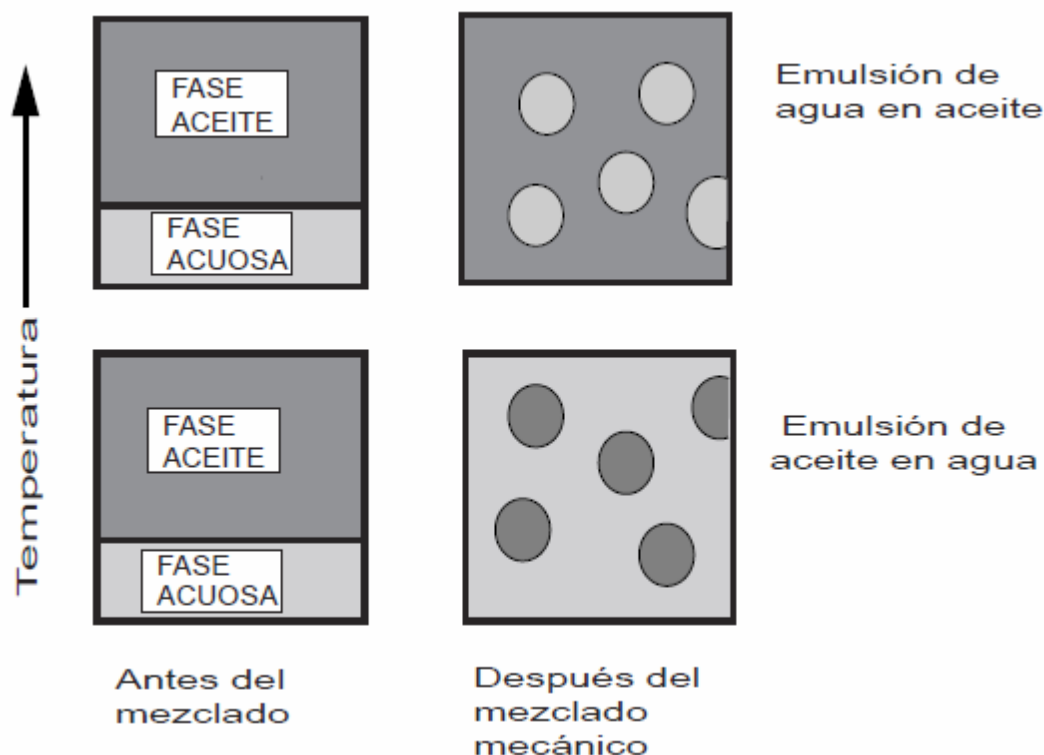 FASE
ACEITE
FASE
ACUOSA
Emulsión de
agua en aceite
Temperatura
FASE
ACEITE
FASE
ACUOSA
Emulsión de
aceite en agua
Antes del
mezclado
Después del
mezclado
mecánico